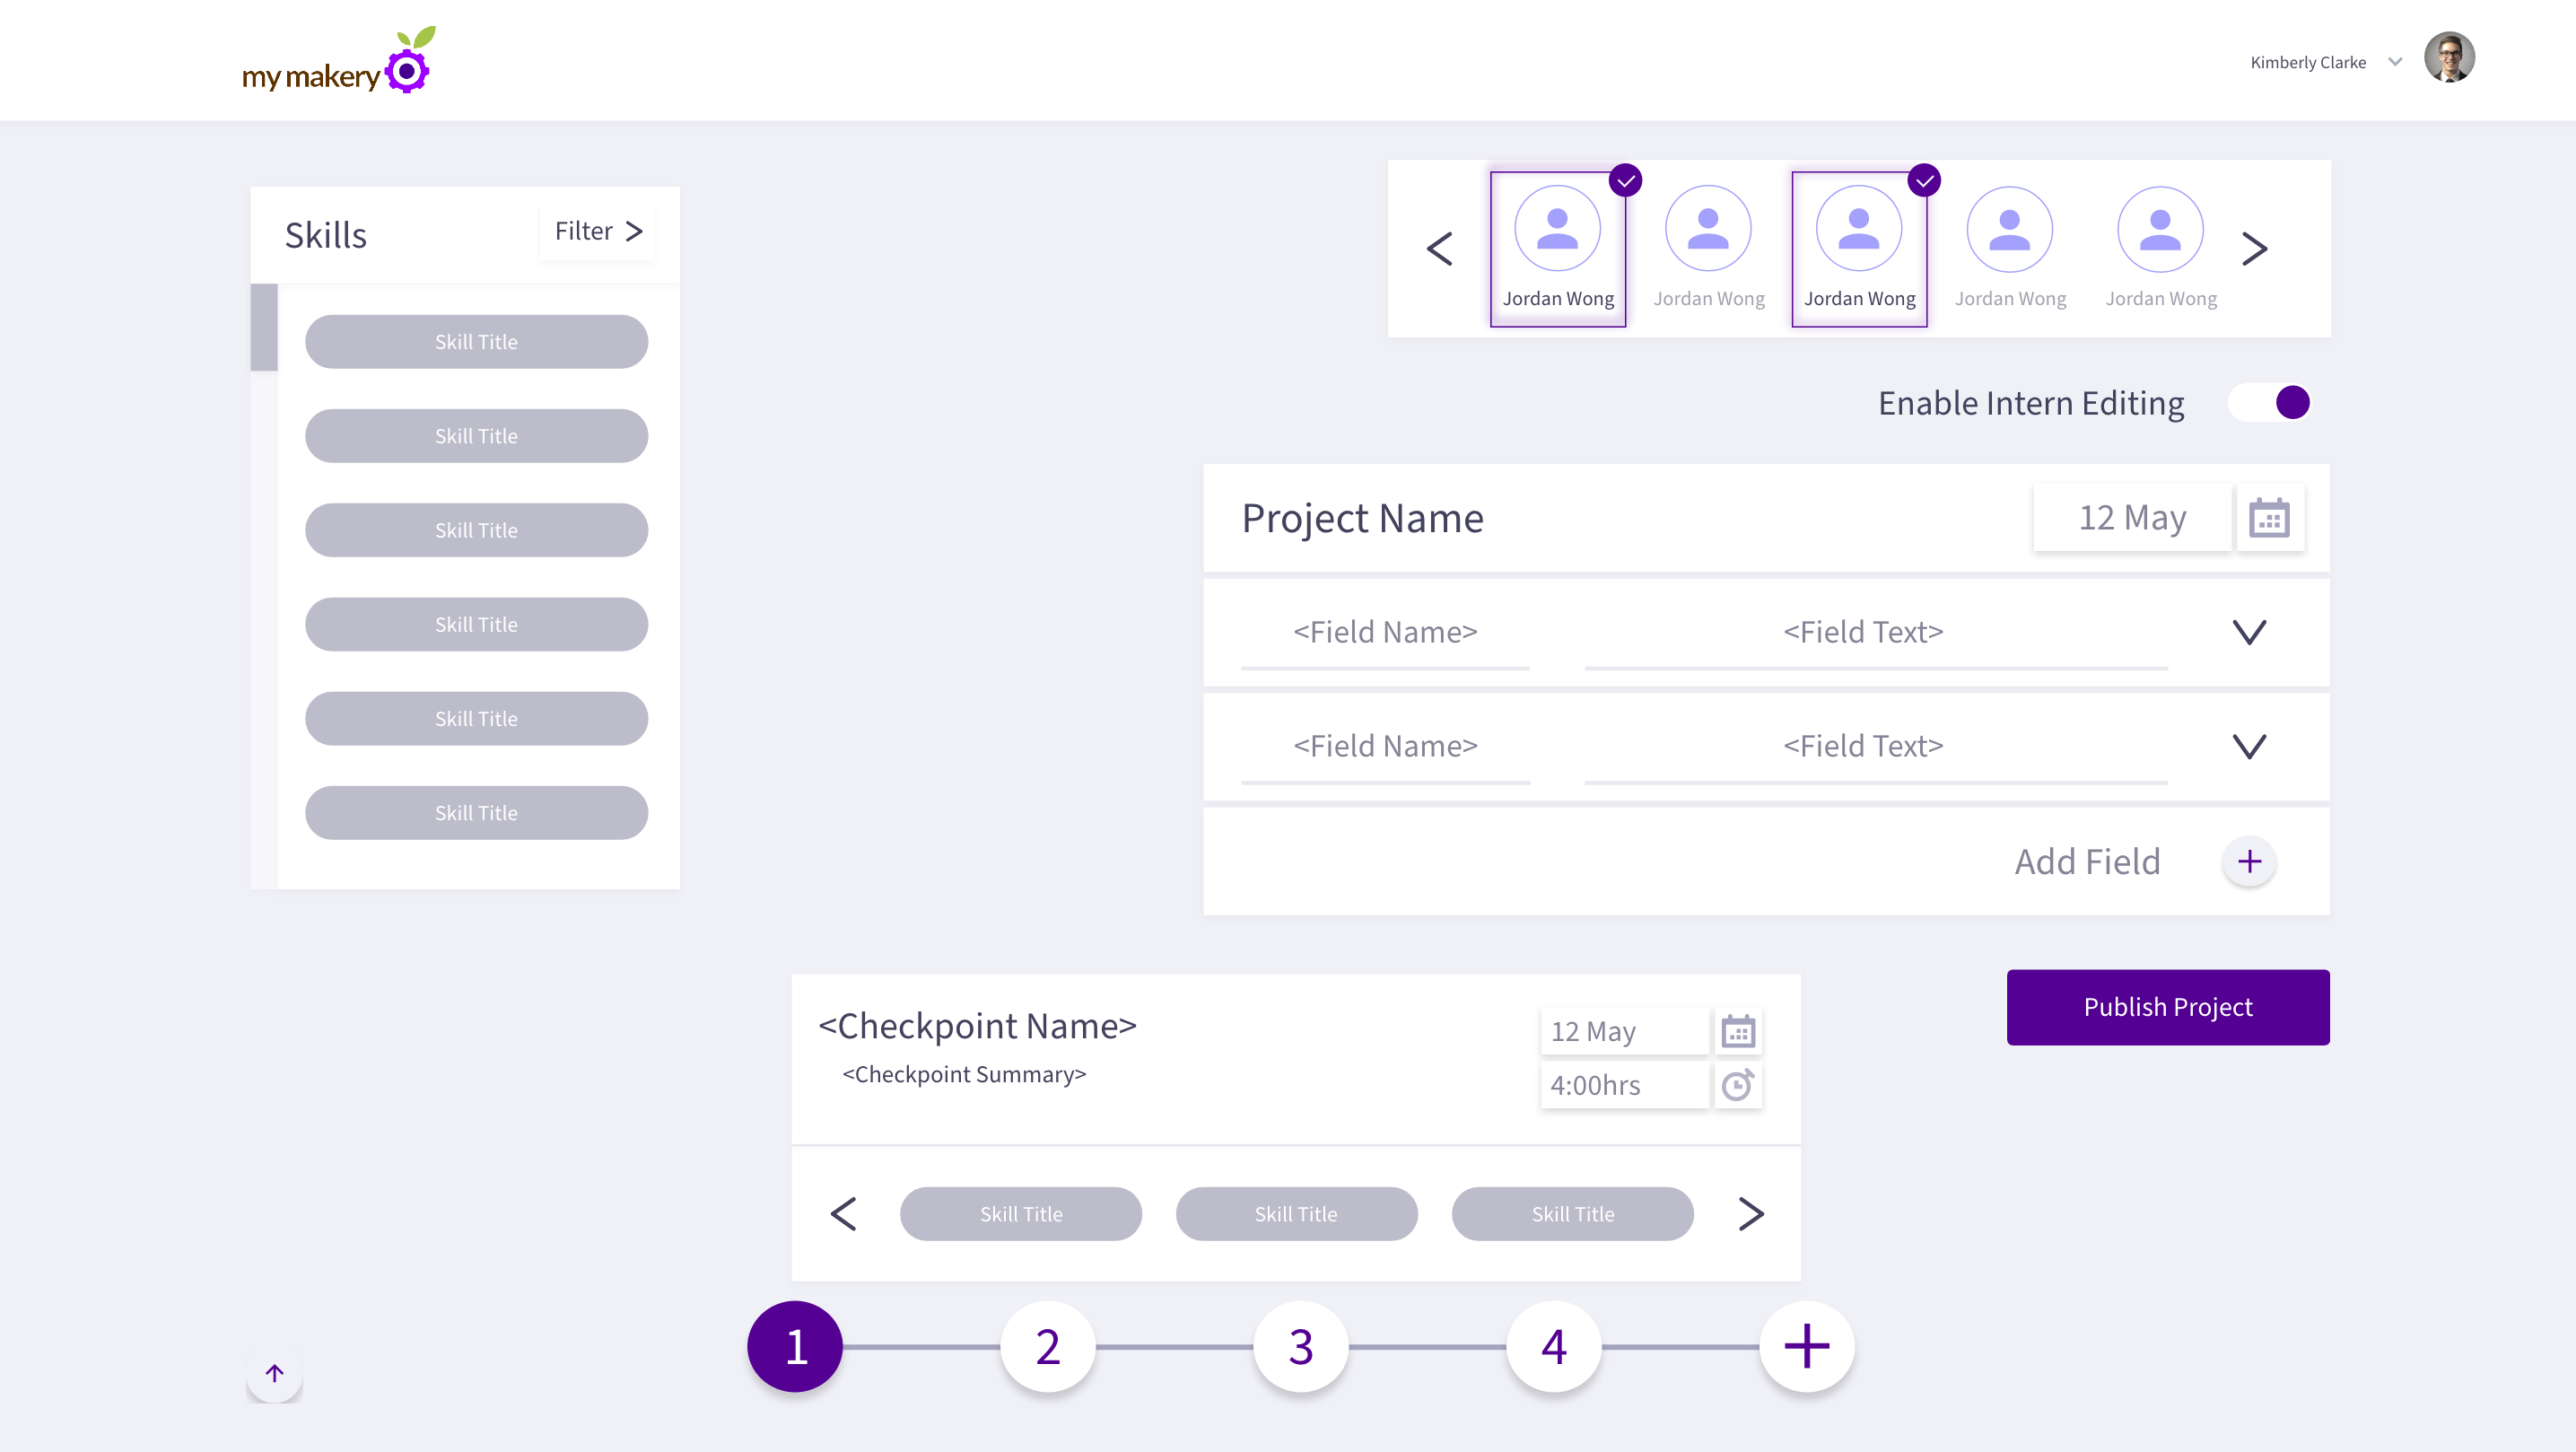 my makery
Kimberly Clarke
Skills
Filter
Skill Title
Skill Title
Skill Title
Skill Title
Skill Title
Skill Title
Jordan Wong
Jordan Wong
Jordan Wong
Jordan Wong
Jordan Wong
Enable Intern Editing
Project Name
12 May
<Field Name>
<Field Text>
<Field Name>
<Field Text>
Add Field
Publish Project
<Checkpoint Name>
<Checkpoint Summary>
12 May
4:00hrs
Skill Title
Skill Title
Skill Title
1
2
3
4